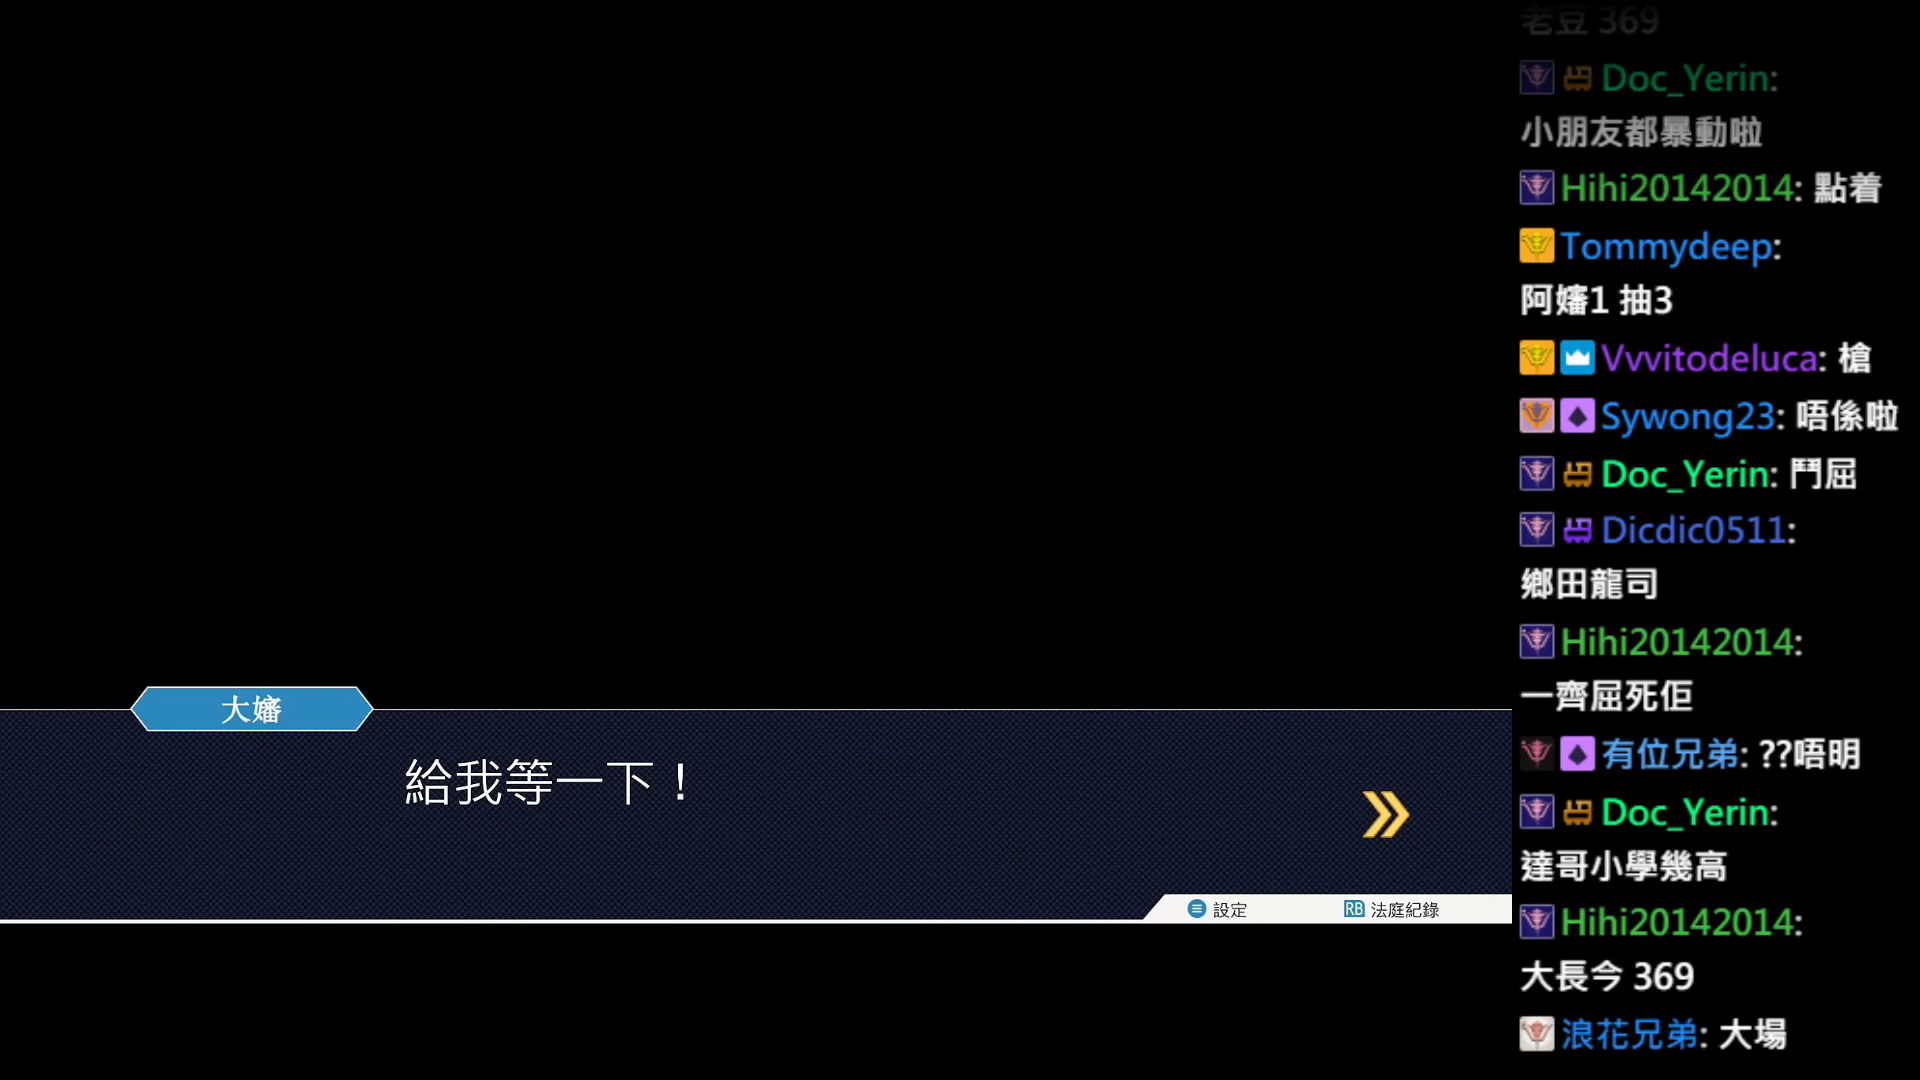 大嬸
給我等一下！
設定
RB 法庭紀錄
老豆 369
Doc_Yerin:
小朋友都暴動啦
Hihi20142014: 點着
Tommydeep:
阿嬸1 抽3
Vvvitodeluca: 槍
Sywong23: 唔係啦
Doc_Yerin: 鬥屈
Dicdic0511:
鄉田龍司
Hihi20142014:
一齊屈死佢
有位兄弟: ??唔明
Doc_Yerin:
達哥小學幾高
Hihi20142014:
大長今 369
浪花兄弟: 大場